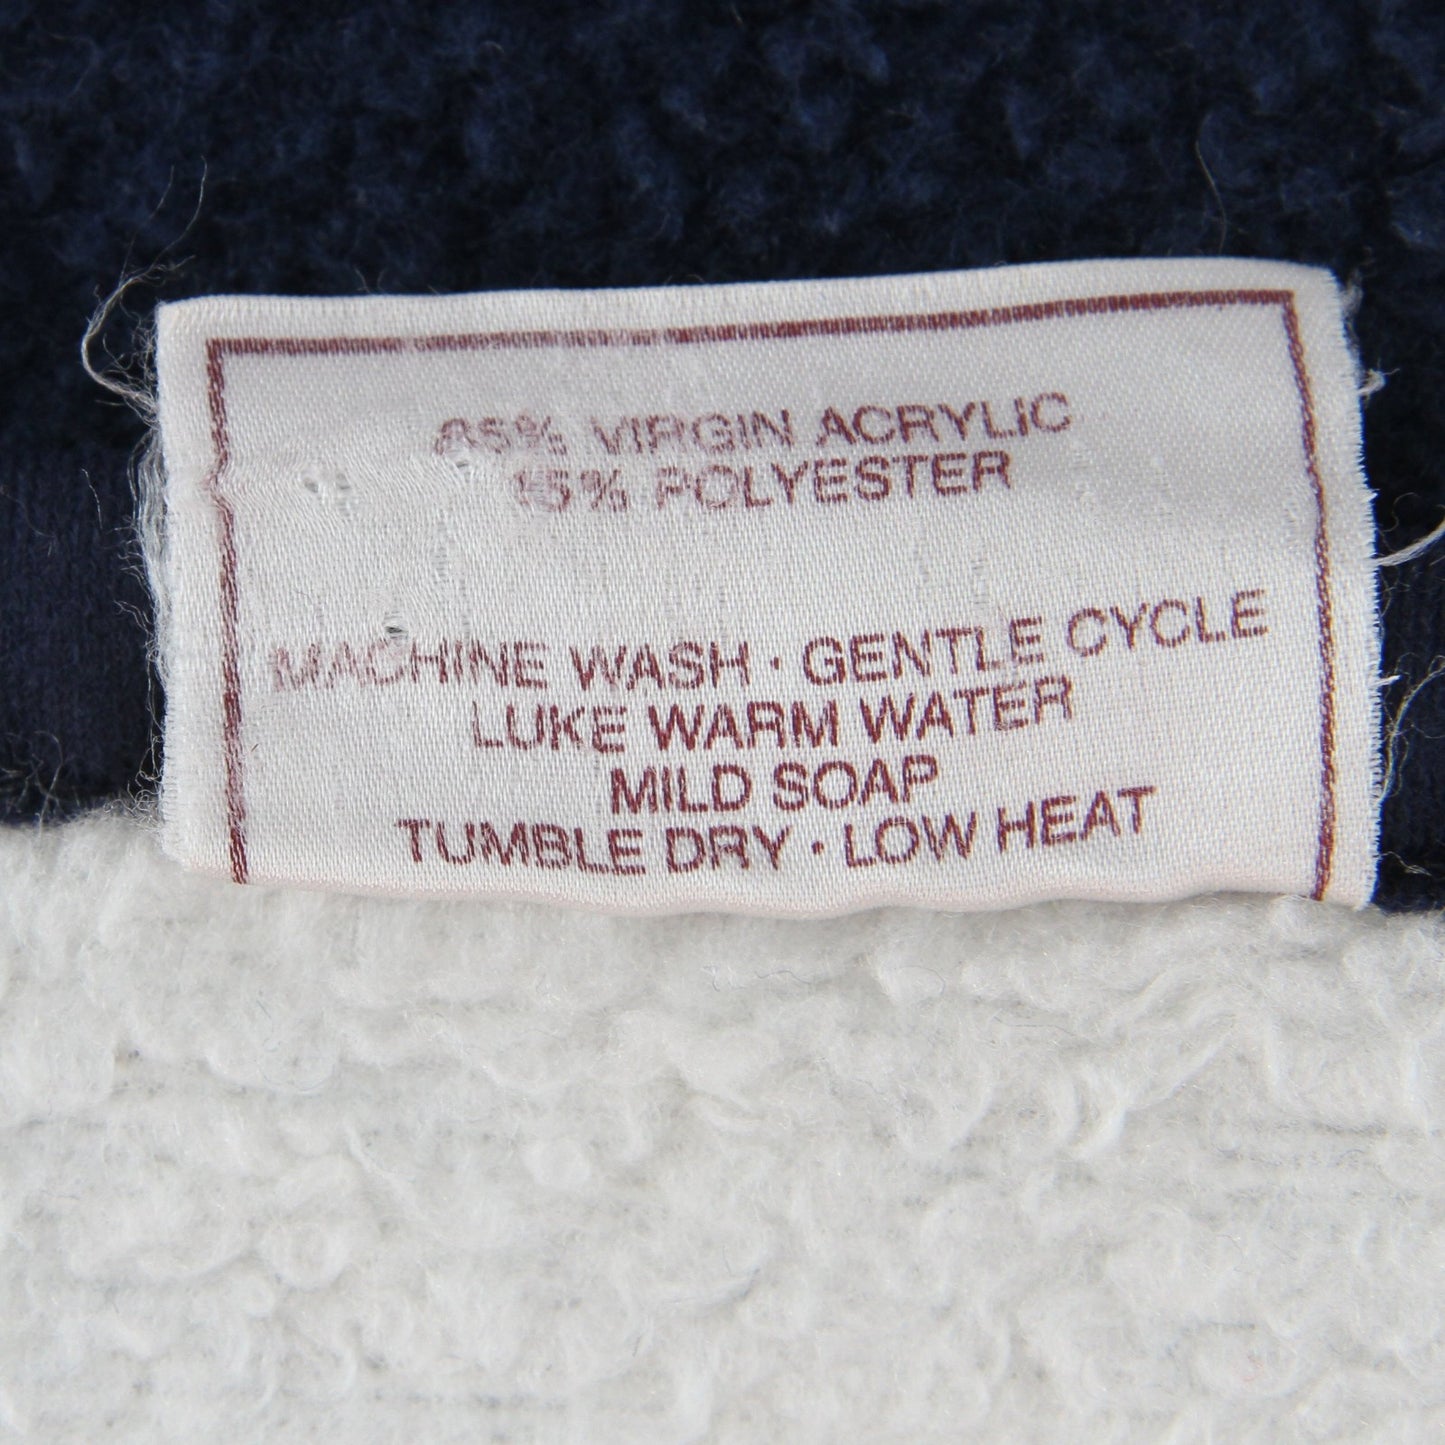 85% VIRGIN ACRYLIC
15% POLYESTER
MACHINE WASH · GENTLE CYCLE
LUKE WARM WATER
MILD SOAP
TUMBLE DRY · LOW HEAT